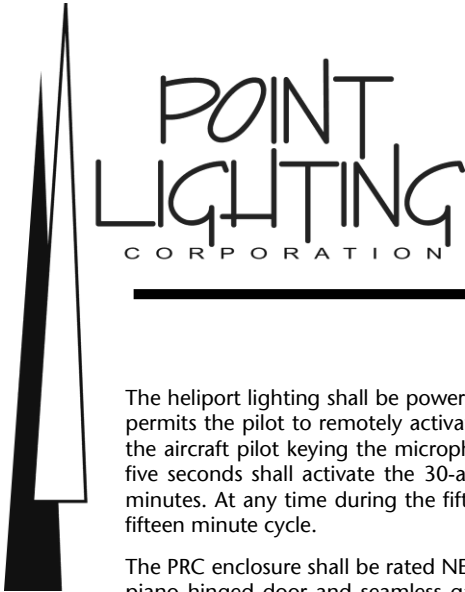 POINT
LIGHTING
CORPORATION
The heliport lighting shall be power
permits the pilot to remotely activa
the aircraft pilot keying the microph
five seconds shall activate the 30-a
minutes. At any time during the fift
fifteen minute cycle.
The PRC enclosure shall be rated NE